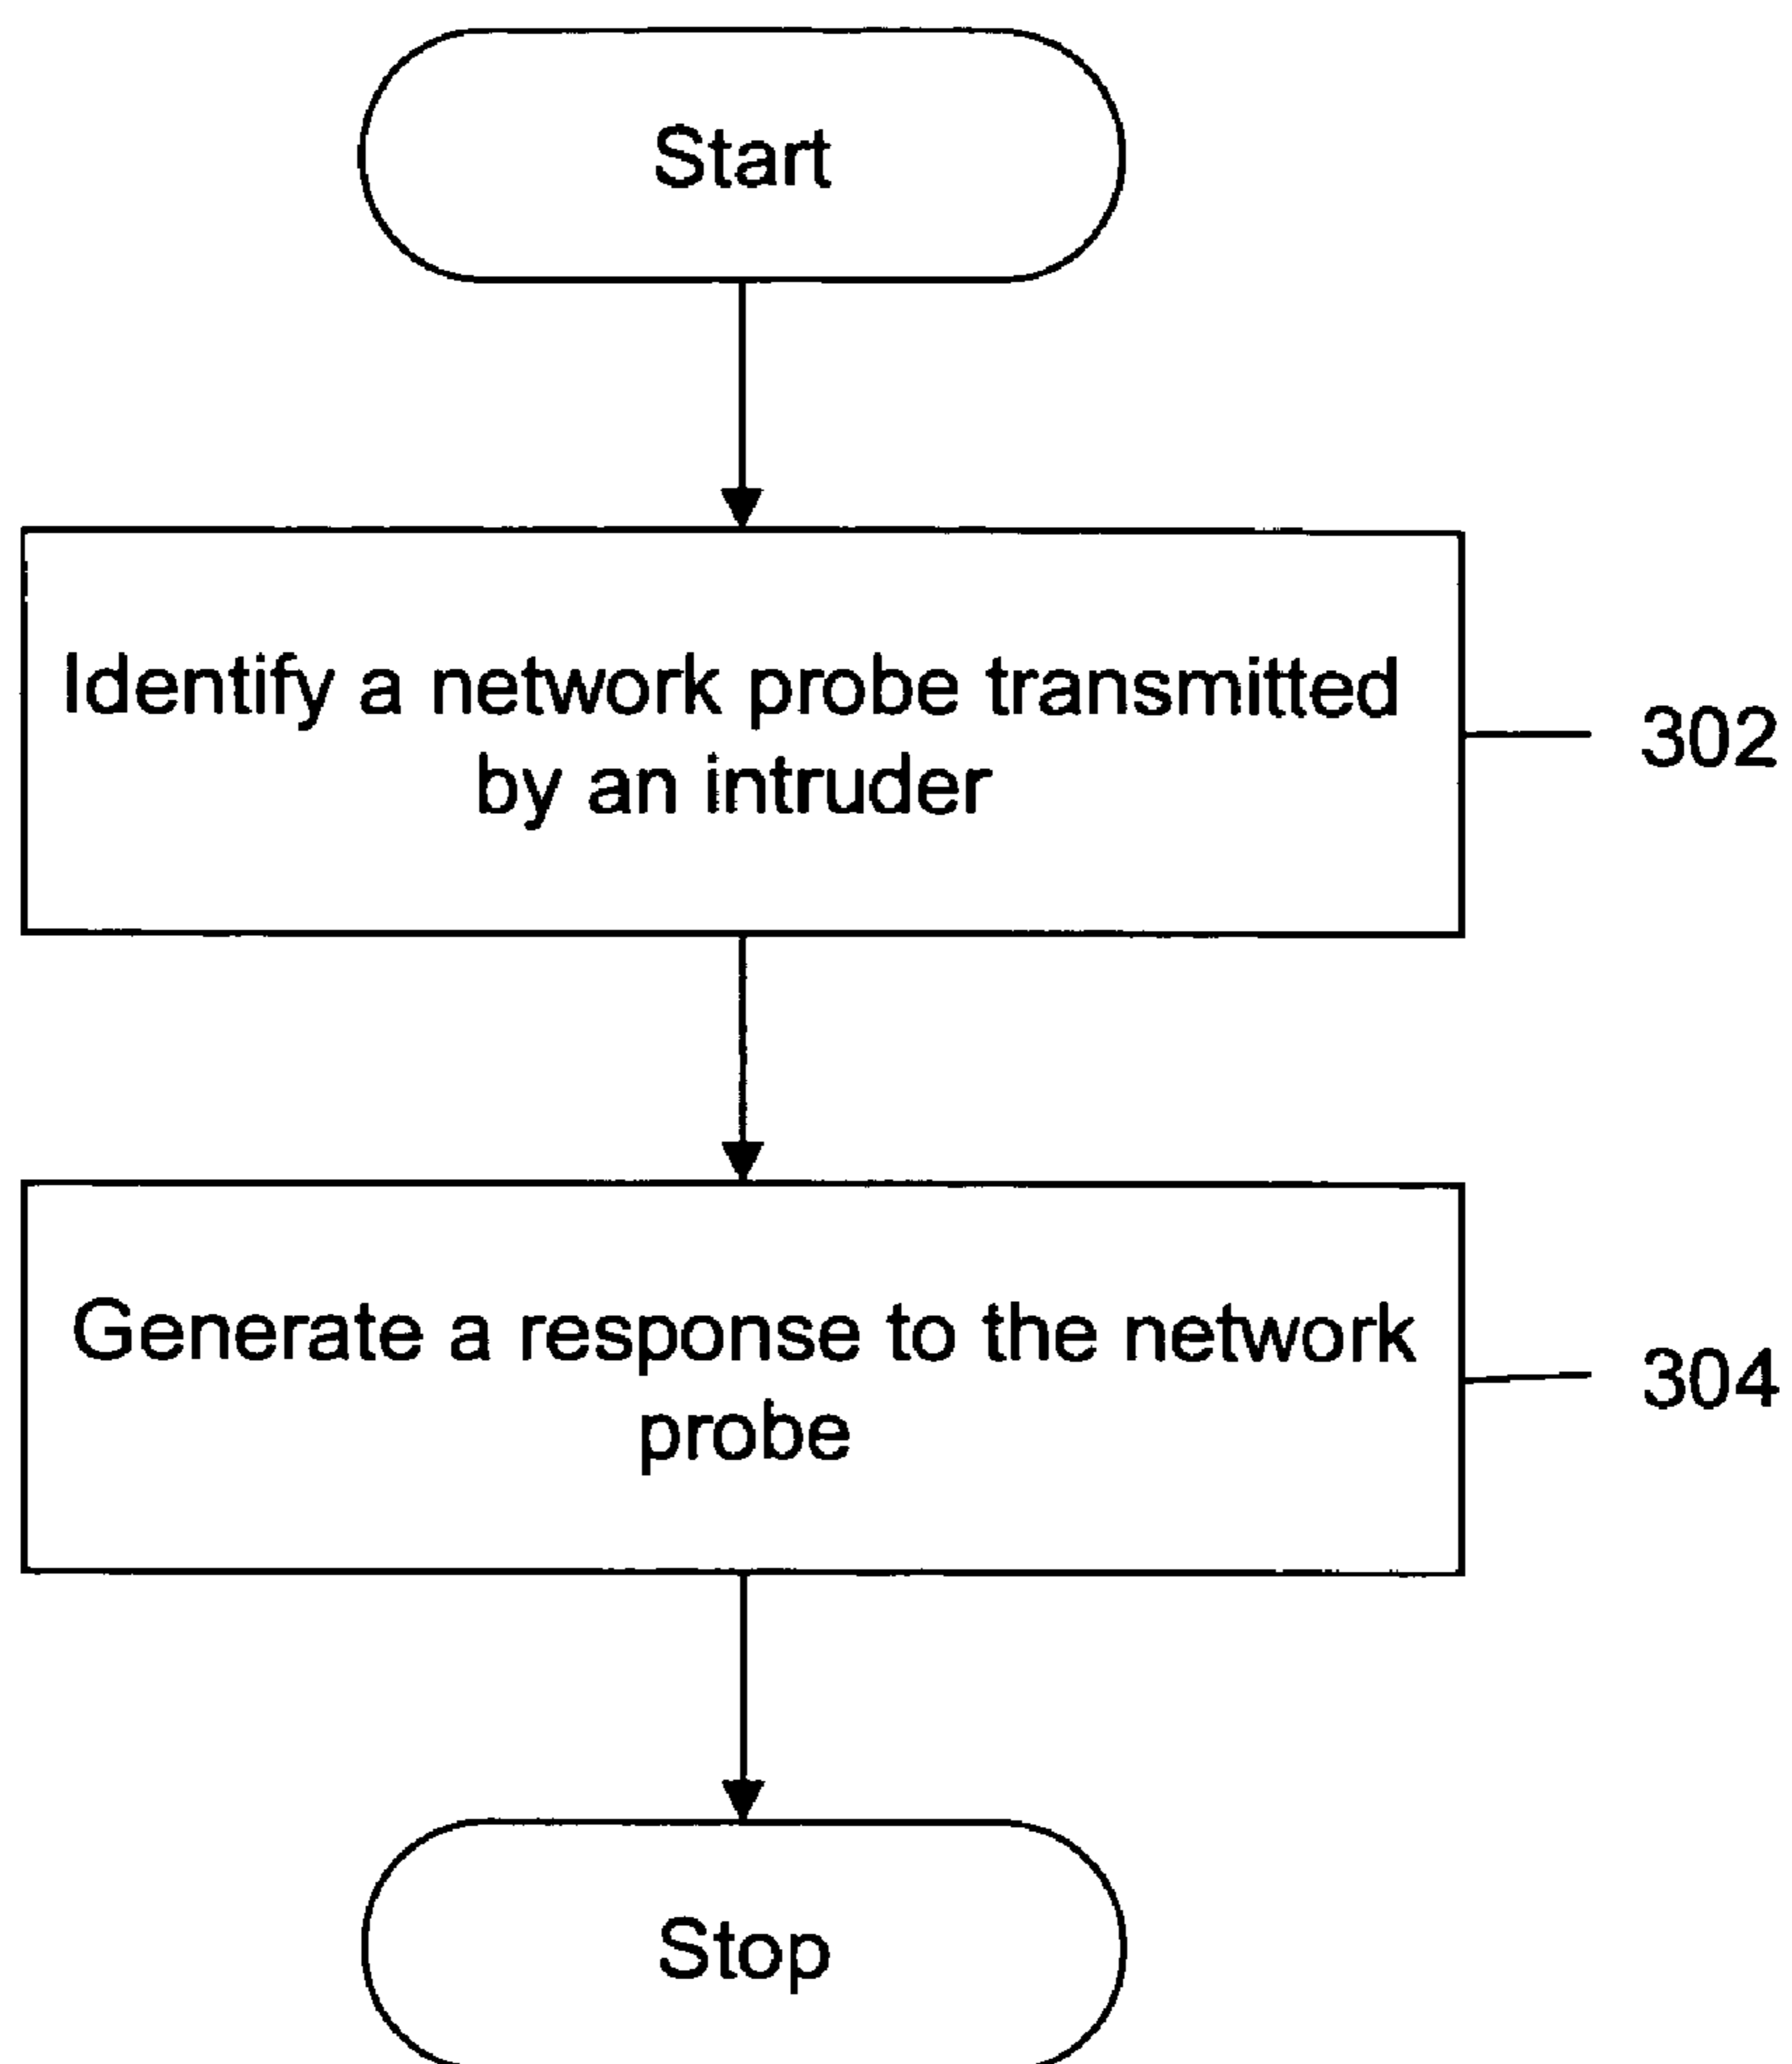 Start
Identify a network probe transmitted
by an intruder
302
Generate a response to the network
probe
304
Stop